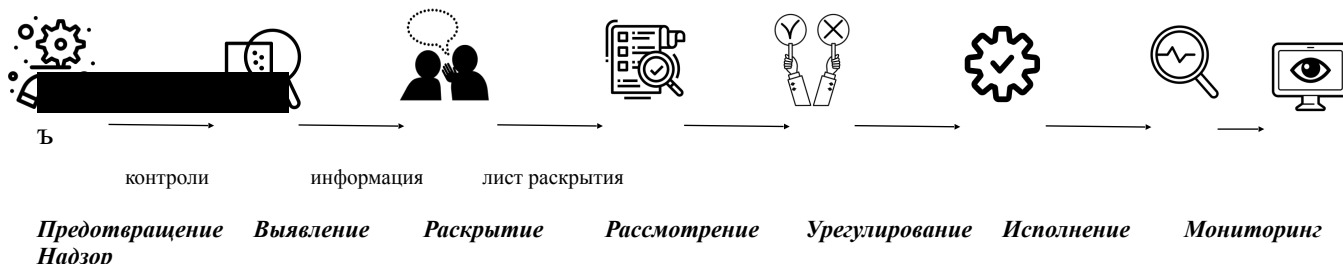 ъ
контроли информация лист раскрытия
Предотвращение Выявление Раскрытие Рассмотрение Урегулирование Исполнение Мониторинг
Надзор